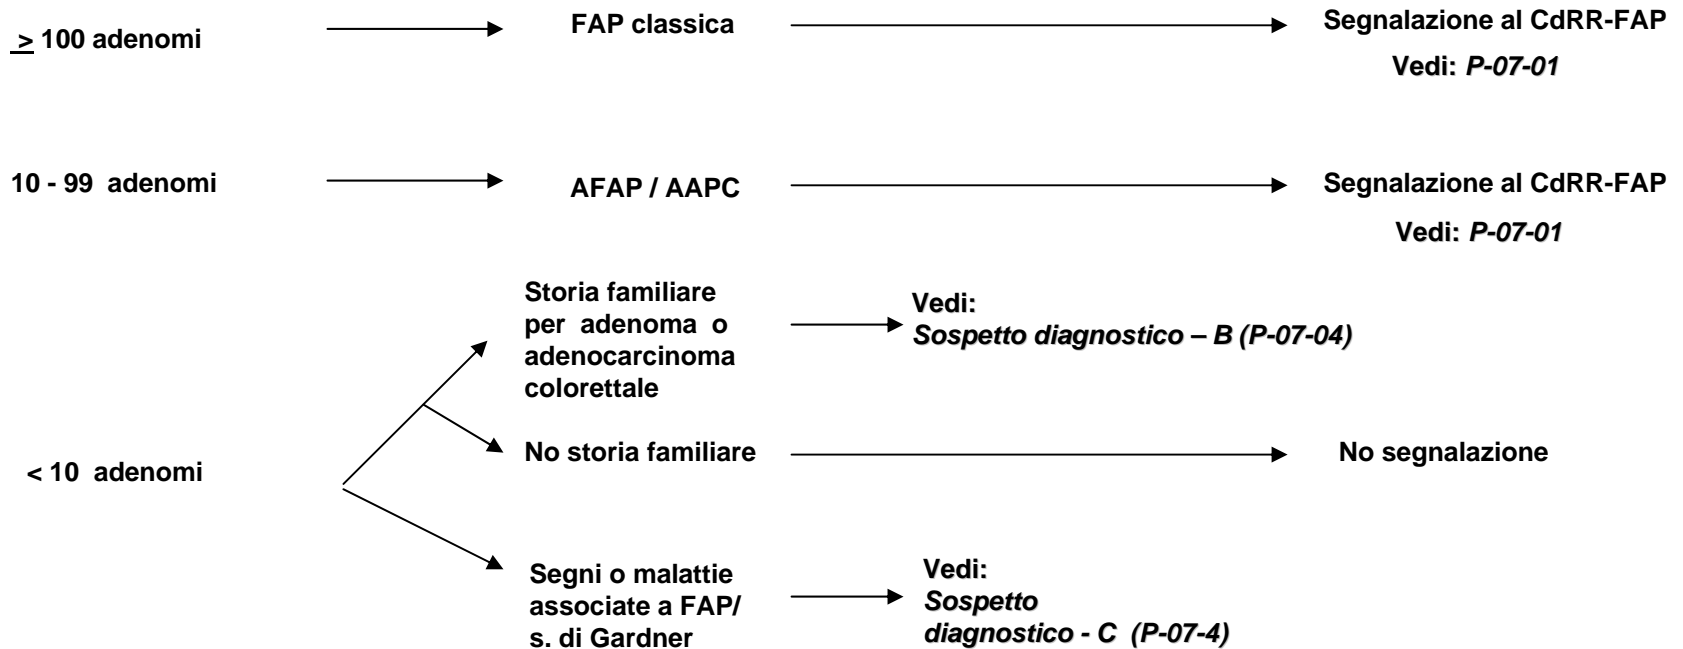 ≥ 100 adenomi
FAP classica
Segnalazione al CdRR-FAP
Vedi: P-07-01
10 - 99 adenomi
AFAP / AAPC
Segnalazione al CdRR-FAP
Vedi: P-07-01
< 10 adenomi
Storia familiare
per adenoma o
adenocarcinoma
colorettale
Vedi:
Sospetto diagnostico – B (P-07-04)
No storia familiare
No segnalazione
Segni o malattie
associate a FAP/
s. di Gardner
Vedi:
Sospetto
diagnostico - C (P-07-4)